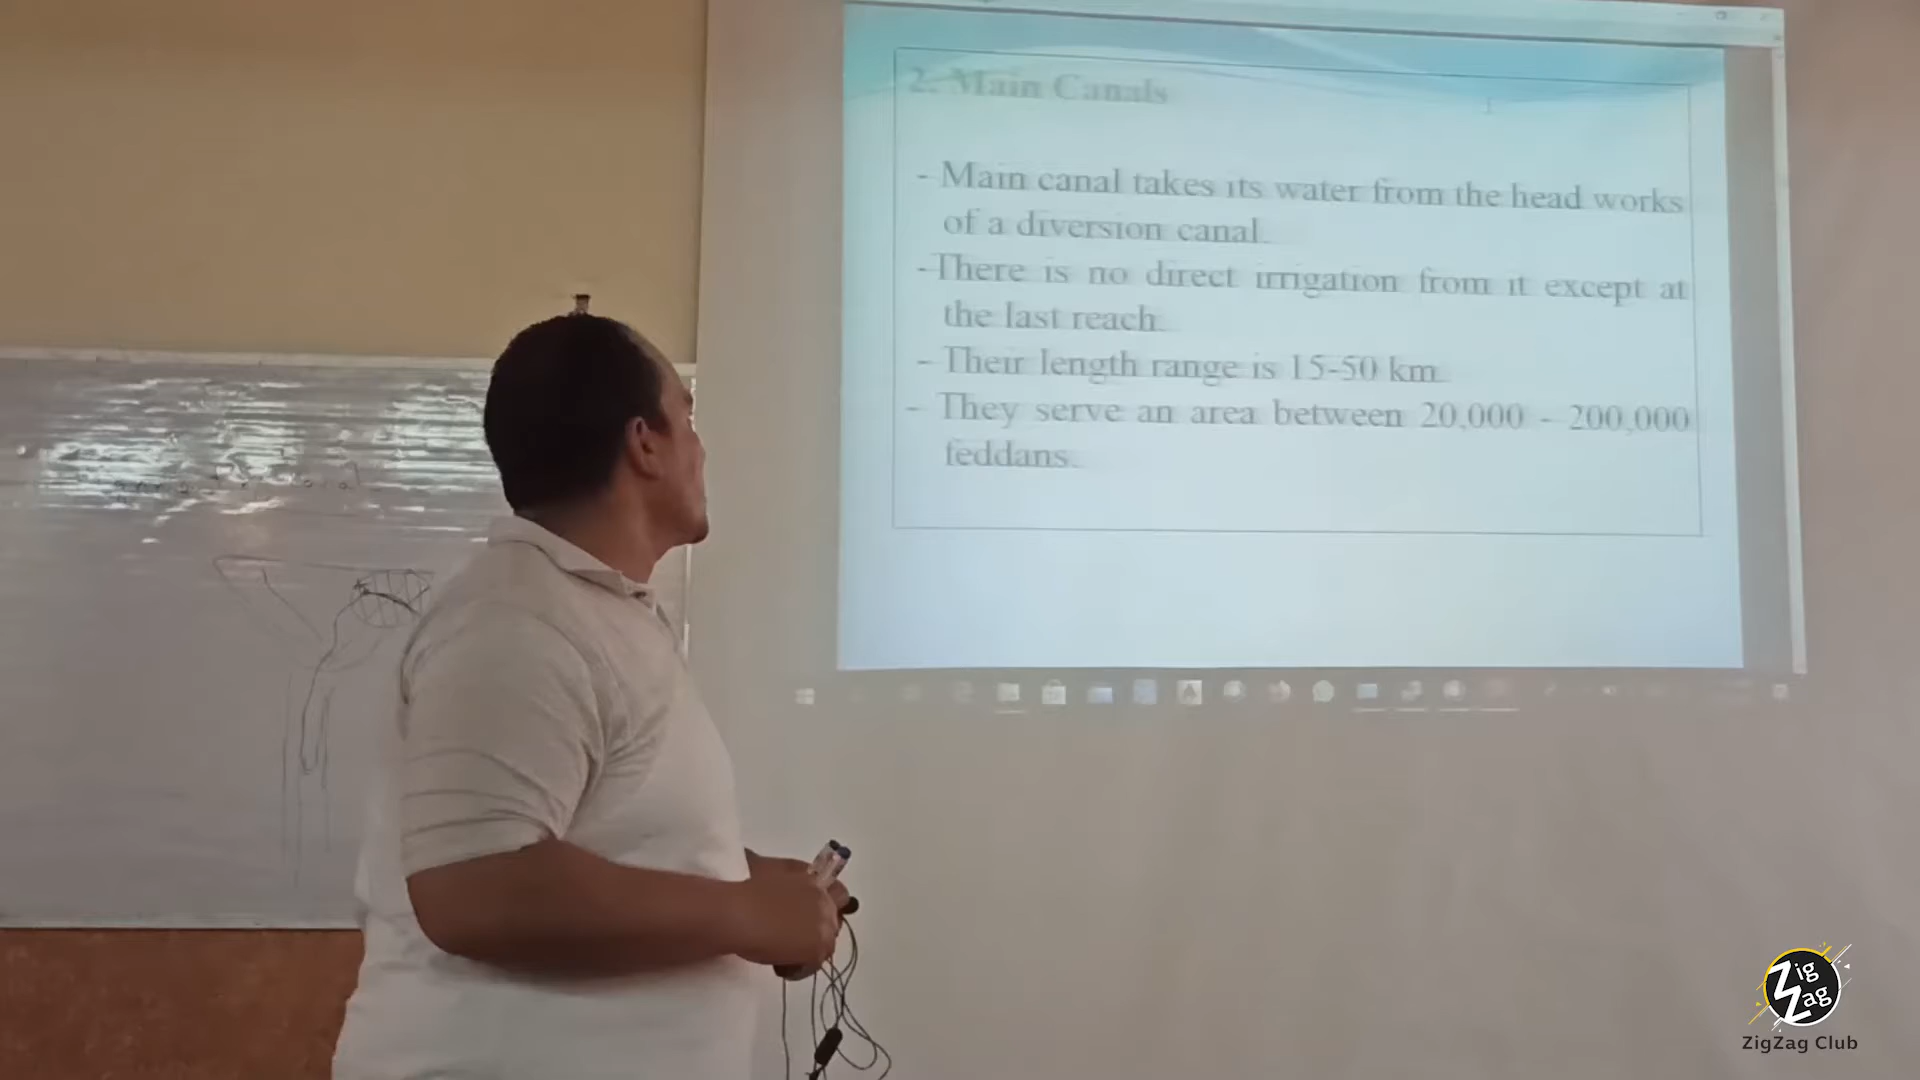 2. Main Canals
- Main canal takes its water from the head works
of a diversion canal.
-There is no direct irrigation from it except at
the last reach.
- Their length range is 15-50 km.
- They serve an area between 20,000 - 200,000
feddans.
Zig
Zag
ZigZag Club